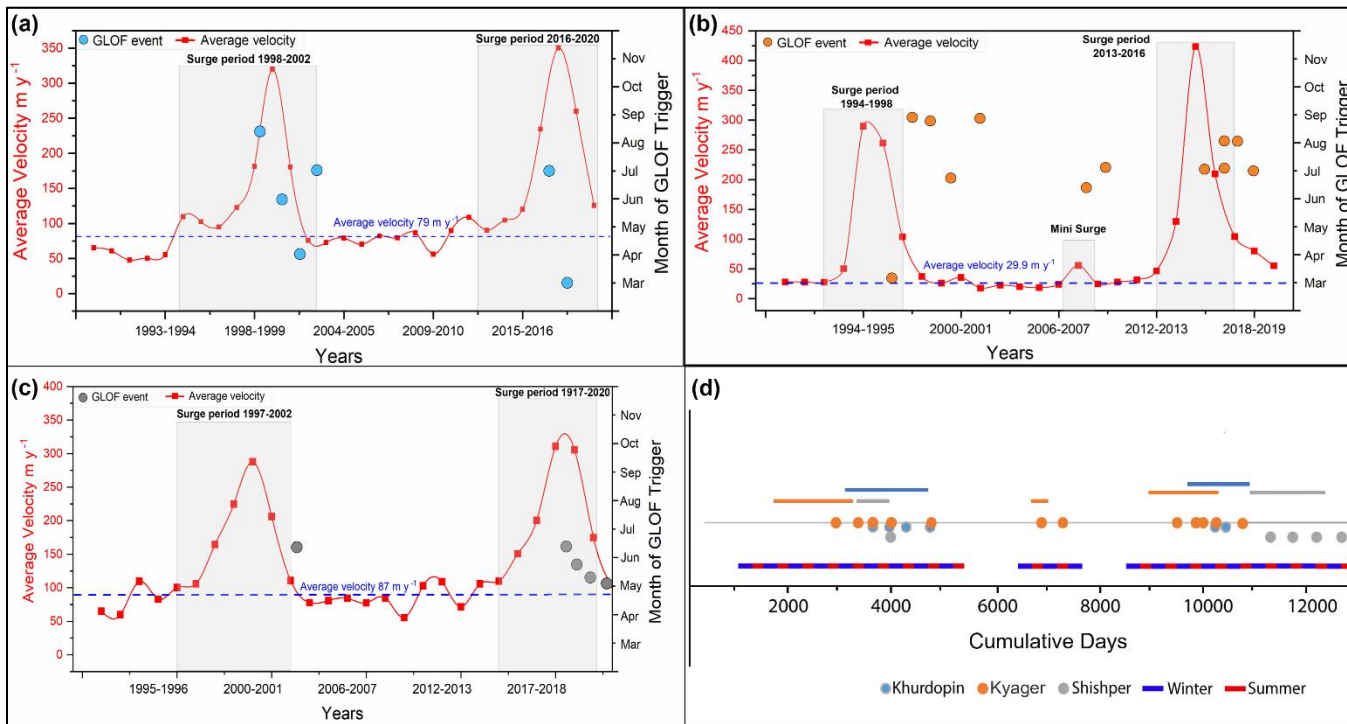 (a)
GLOF event
Average velocity
Surge period 1998-2002
Surge period 2016-2020
350
300
250
200
150
100
50
0
Average Velocity m y⁻¹
Average velocity 79 m y⁻¹
Nov
Oct
Sep
Aug
Jul
Jun
May
Apr
Mar
Month of GLOF Trigger
1993-1994
1998-1999
2004-2005
2009-2010
2015-2016
Years
(b)
GLOF event
Average velocity
Surge period
1994-1998
Surge period
2013-2016
Mini Surge
450
400
350
300
250
200
150
100
50
0
Average Velocity m y⁻¹
Average velocity 29.9 m y⁻¹
Nov
Oct
Sep
Aug
Jul
Jun
May
Apr
Mar
Month of GLOF Trigger
1994-1995
2000-2001
2006-2007
2012-2013
2018-2019
Years
(c)
GLOF event
Average velocity
Surge period 1997-2002
Surge period 1917-2020
400
350
300
250
200
150
100
50
0
Average Velocity m y⁻¹
Average velocity 87 m y⁻¹
Nov
Oct
Sep
Aug
Jul
Jun
May
Apr
Mar
Month of GLOF Trigger
1995-1996
2000-2001
2006-2007
2012-2013
2017-2018
Years
(d)
2000
4000
6000
8000
10000
12000
Cumulative Days
Khurdopin
Kyager
Shishper
Winter
Summer